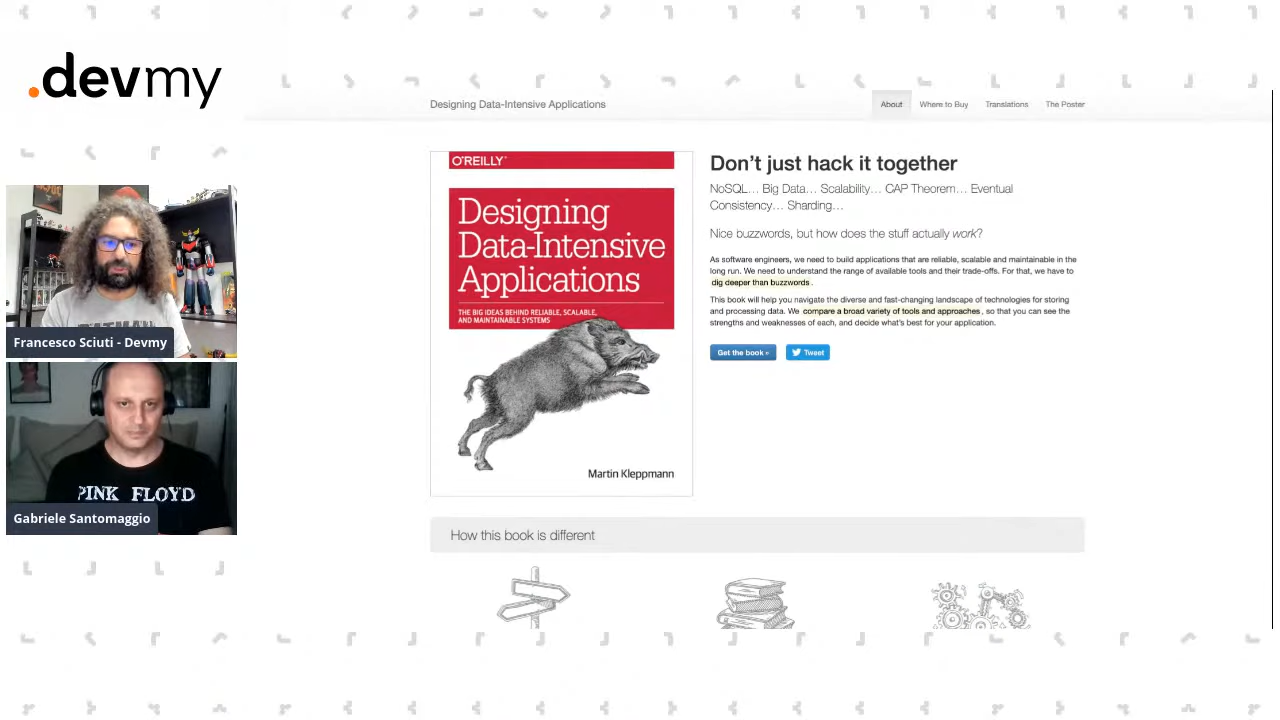 .devmy
Designing Data-Intensive Applications
About
Where to Buy
Translations
The Poster
O'REILLY
Designing
Data-Intensive
Applications
THE BIG IDEAS BEHIND RELIABLE, SCALABLE,
AND MAINTAINABLE SYSTEMS
Martin Kleppmann
Don't just hack it together
NoSQL… Big Data… Scalability… CAP Theorem… Eventual
Consistency… Sharding…
Nice buzzwords, but how does the stuff actually work?
As software engineers, we need to build applications that are reliable, scalable and maintainable in the
long run. We need to understand the range of available tools and their trade-offs. For that, we have to
dig deeper than buzzwords.
This book will help you navigate the diverse and fast-changing landscape of technologies for storing
and processing data. We compare a broad variety of tools and approaches, so that you can see the
strengths and weaknesses of each, and decide what's best for your application.
Get the book »
Tweet
How this book is different
Francesco Sciuti - Devmy
PINK FLOYD
Gabriele Santomaggio